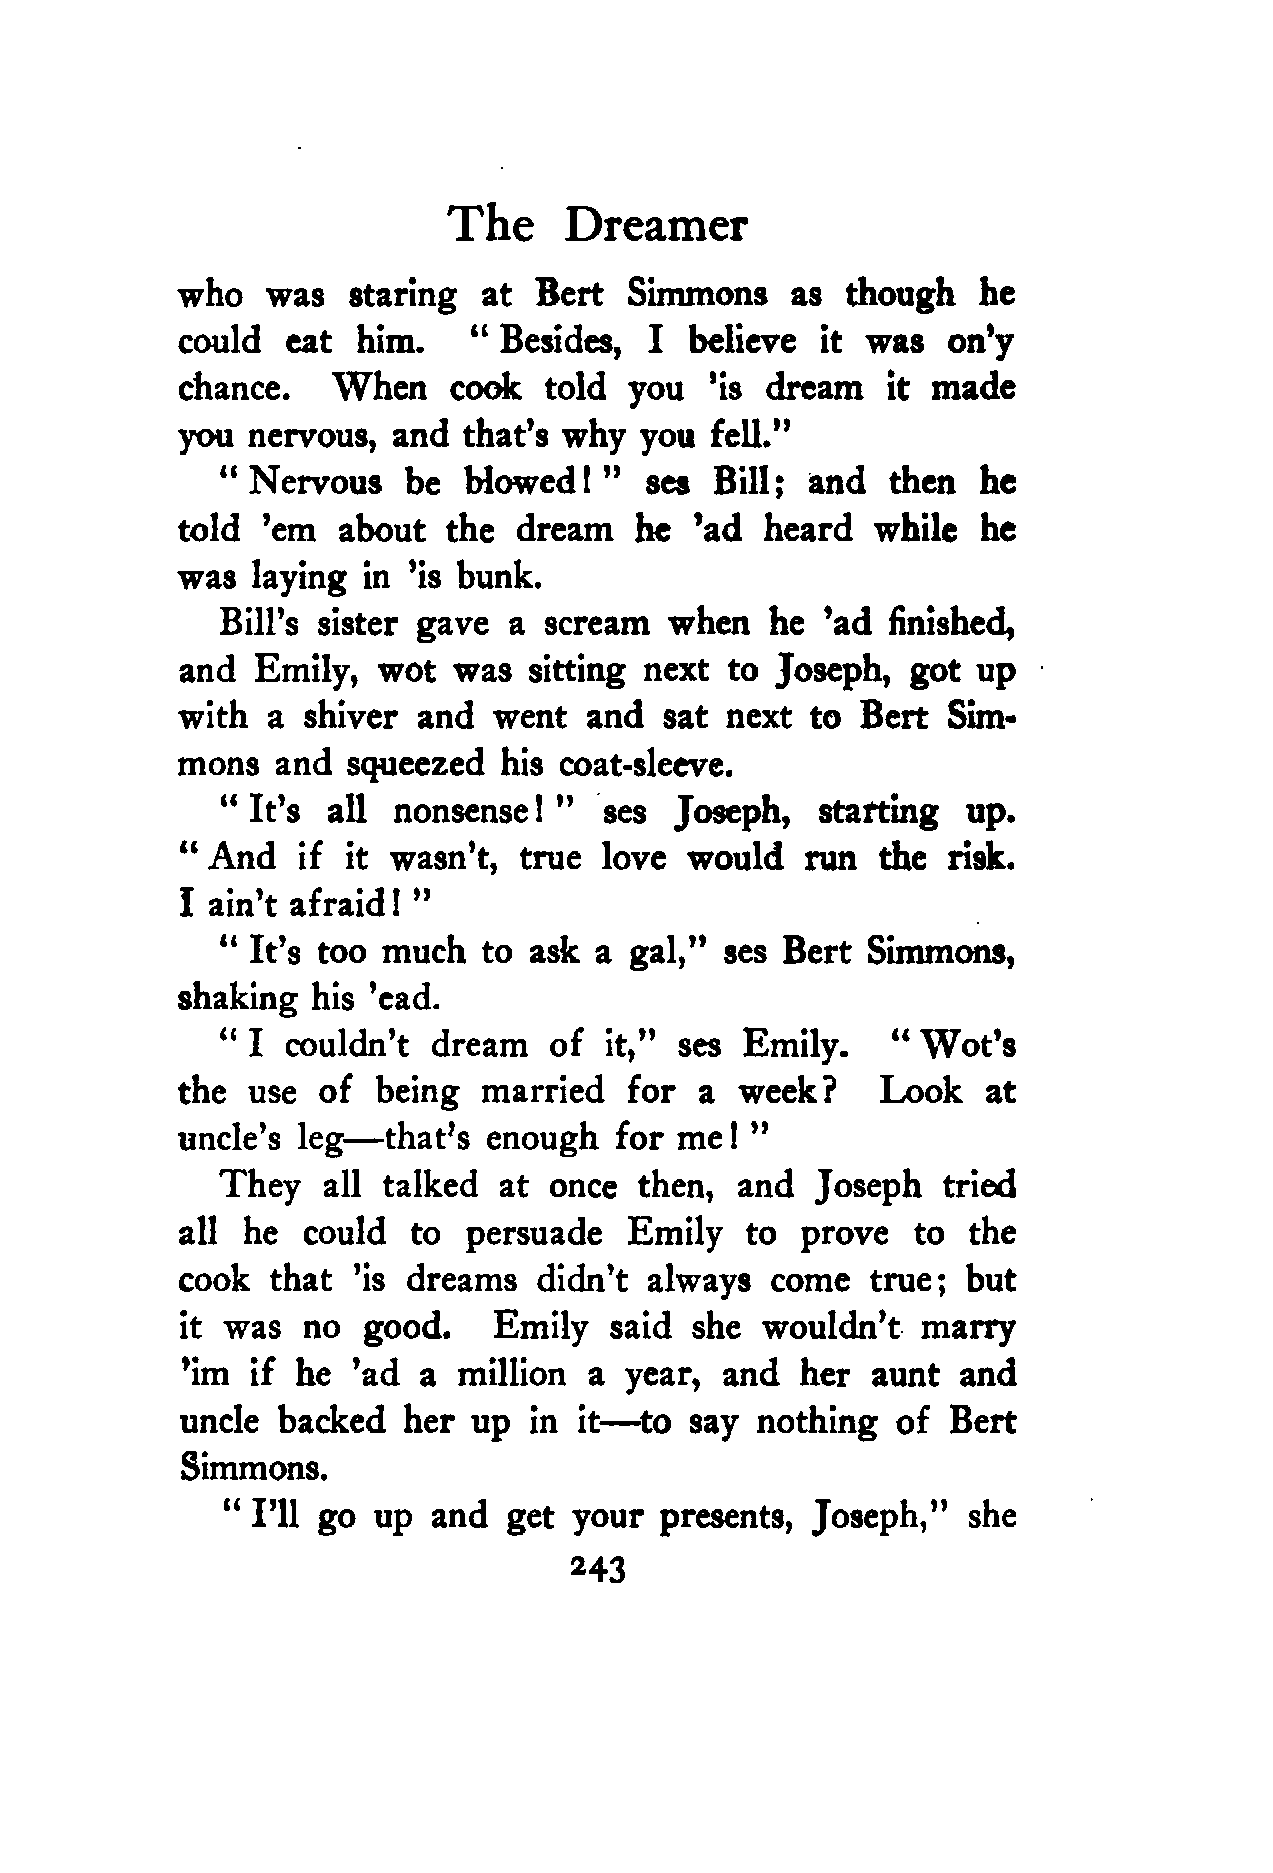 The Dreamer
who was staring at Bert Simmons as though he
could eat him. “Besides, I believe it was on'y
chance. When cook told you 'is dream it made
you nervous, and that's why you fell.”
“Nervous be blowed!” ses Bill; and then he
told 'em about the dream he 'ad heard while he
was laying in 'is bunk.
Bill's sister gave a scream when he 'ad finished,
and Emily, wot was sitting next to Joseph, got up
with a shiver and went and sat next to Bert Sim-
mons and squeezed his coat-sleeve.
“It's all nonsense!” ses Joseph, starting up.
“And if it wasn't, true love would run the risk.
I ain't afraid!”
“It's too much to ask a gal,” ses Bert Simmons,
shaking his 'ead.
“I couldn't dream of it,” ses Emily. “Wot's
the use of being married for a week? Look at
uncle's leg—that's enough for me!”
They all talked at once then, and Joseph tried
all he could to persuade Emily to prove to the
cook that 'is dreams didn't always come true; but
it was no good. Emily said she wouldn't marry
'im if he 'ad a million a year, and her aunt and
uncle backed her up in it—to say nothing of Bert
Simmons.
“I'll go up and get your presents, Joseph,” she
243